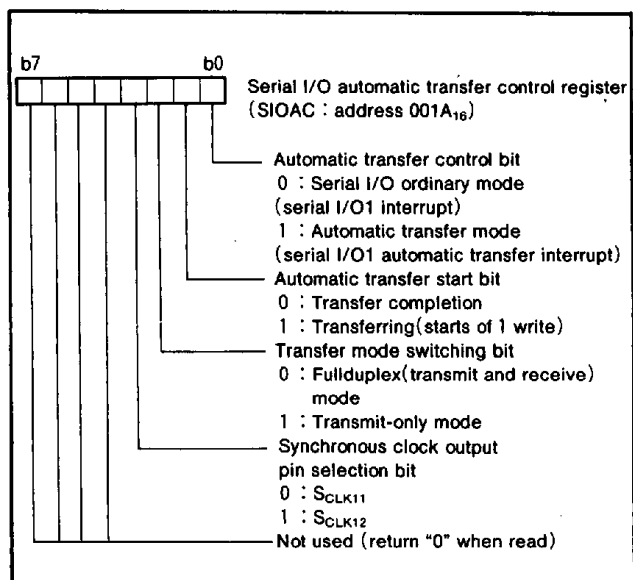 b7 b0
Serial I/O automatic transfer control register
(SIOAC : address 001A₁₆)
Automatic transfer control bit
0 : Serial I/O ordinary mode
(serial I/O1 interrupt)
1 : Automatic transfer mode
(serial I/O1 automatic transfer interrupt)
Automatic transfer start bit
0 : Transfer completion
1 : Transferring(starts of 1 write)
Transfer mode switching bit
0 : Fullduplex(transmit and receive)
mode
1 : Transmit-only mode
Synchronous clock output
pin selection bit
0 : SCLK11
1 : SCLK12
Not used (return "0" when read)